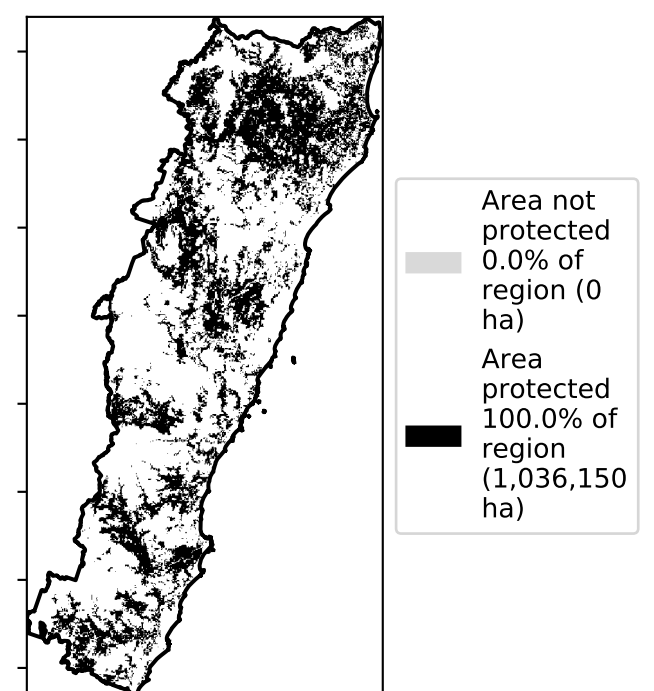 Area not
protected
0.0% of
region (0
ha)
Area
protected
100.0% of
region
(1,036,150
ha)